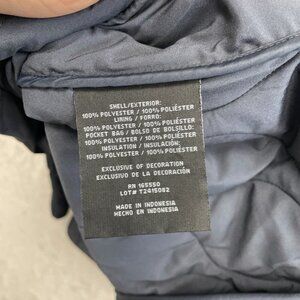 SHELL/EXTERIOR:
100% POLYESTER / 100% POLIÉSTER
LINING / FORRO:
100% POLYESTER / 100% POLIÉSTER
POCKET BAG / BOLSO DE BOLSILLO:
100% POLYESTER / 100% POLIÉSTER
INSULATION / INSULACIÓN:
100% POLYESTER / 100% POLIÉSTER
EXCLUSIVE OF DECORATION
EXCLUSIVO DE LA DECORACIÓN
RN 165550
LOT# T2G15082
MADE IN INDONESIA
HECHO EN INDONESIA